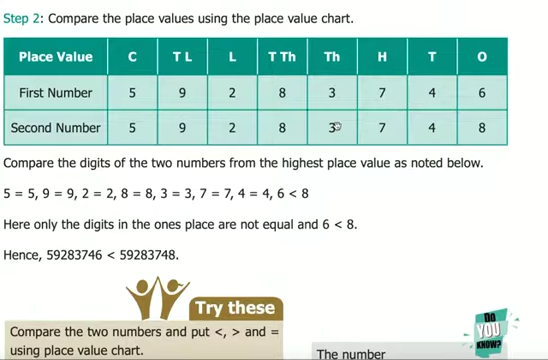 Step 2: Compare the place values using the place value chart.
Place Value C T L L T Th Th H T O
First Number 5 9 2 8 3 7 4 6
Second Number 5 9 2 8 3 7 4 8
Compare the digits of the two numbers from the highest place value as noted below.
5 = 5, 9 = 9, 2 = 2, 8 = 8, 3 = 3, 7 = 7, 4 = 4, 6 < 8
Here only the digits in the ones place are not equal and 6 < 8.
Hence, 59283746 < 59283748.
Try these
Compare the two numbers and put <, > and =
using place value chart.
DO
YOU
KNOW?
The number